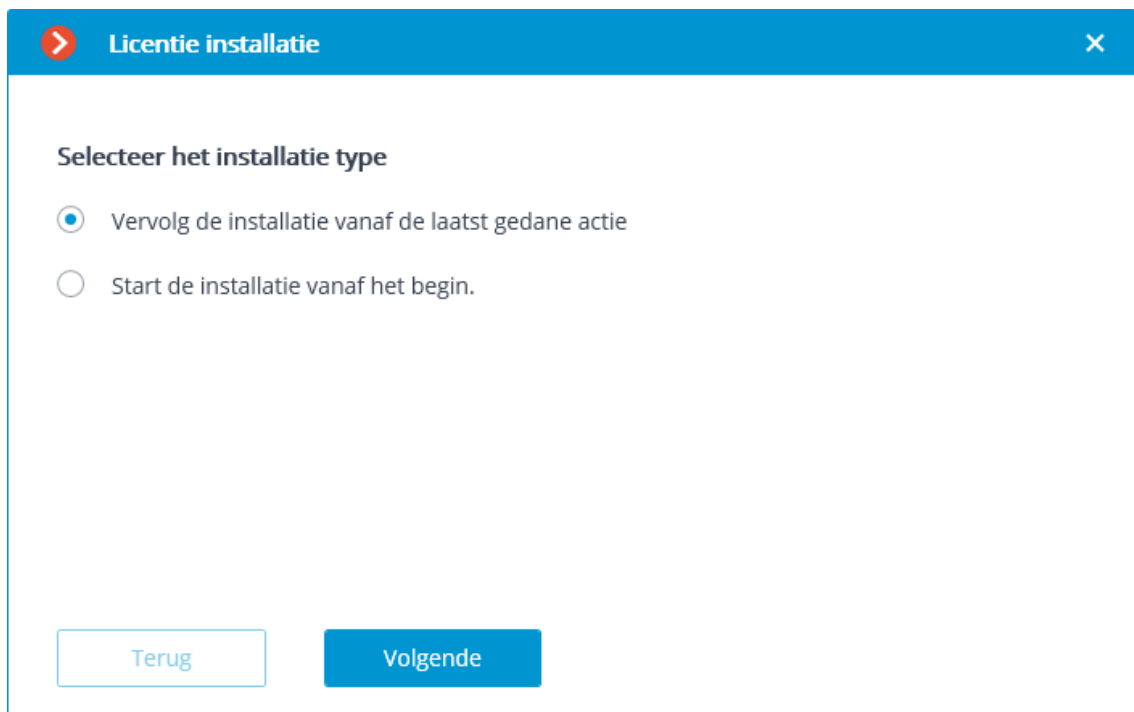 Licentie installatie
Selecteer het installatie type
Vervolg de installatie vanaf de laatst gedane actie
Start de installatie vanaf het begin.
Terug
Volgende